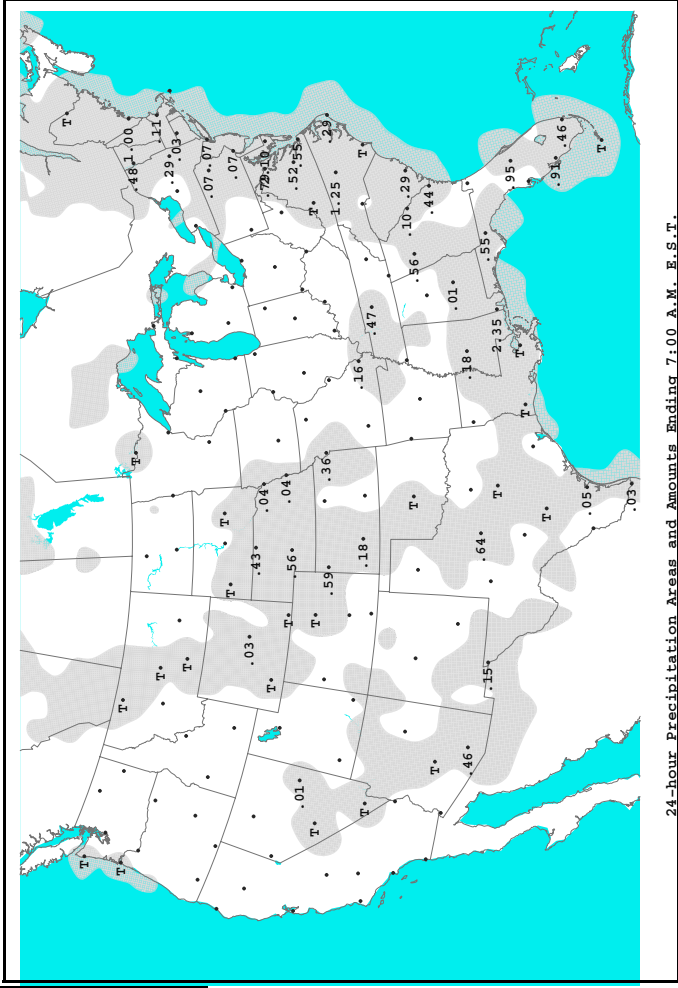 T
T
T
T
1.00
.48
T
.11
T
.29
.03
T
.07
.07
T
T
.07
.03
.43
.04
.10
T
.04
T
.56
.52
.55
.01
T
T
T
.36
.29
.59
1.25
.16
T
.18
T
.47
.29
.10
T
.56
.44
T
.01
.18
.46
.64
.55
.15
2.35
T
.95
T
T
T
.91
.46
.05
T
.03
24-hour Precipitation Areas and Amounts Ending 7:00 A.M. E.S.T.